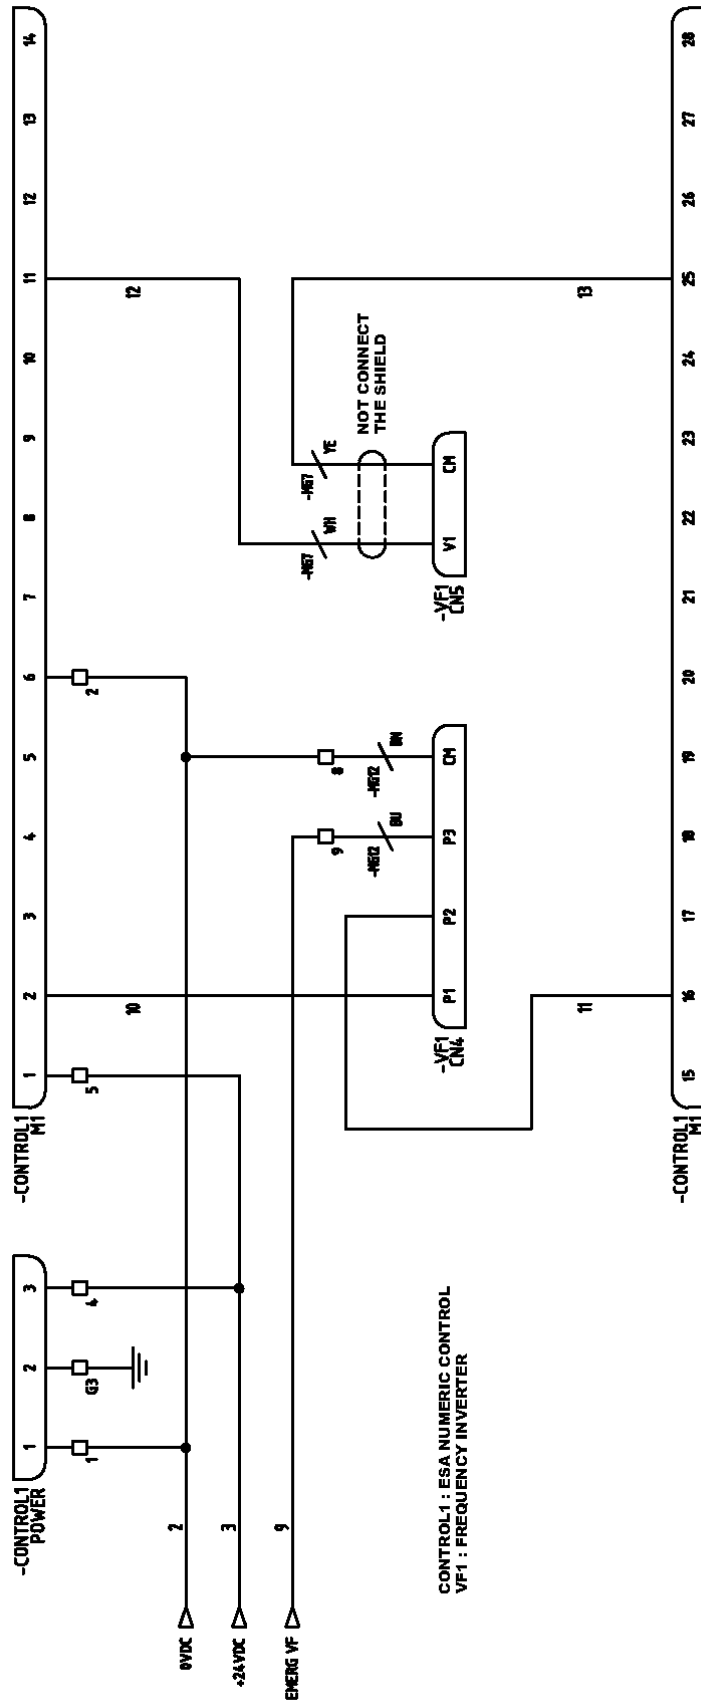 -CONTROL1
POWER
1
2
3
1
G3
4
-CONTROL1
M1
1
2
3
4
5
6
7
8
9
10
11
12
13
14
5
2
10
12
0VDC
2
+24VDC
3
EMERG VF
9
9
8
-MG12
BU
-MG12
BN
-MG7
WH
-MG7
YE
NOT CONNECT
THE SHIELD
-VF1
CN4
P1
P2
P3
CM
-VF1
CN5
V1
CM
CONTROL1 : ESA NUMERIC CONTROL
VF1 : FREQUENCY INVERTER
11
13
-CONTROL1
M1
15
16
17
18
19
20
21
22
23
24
25
26
27
28